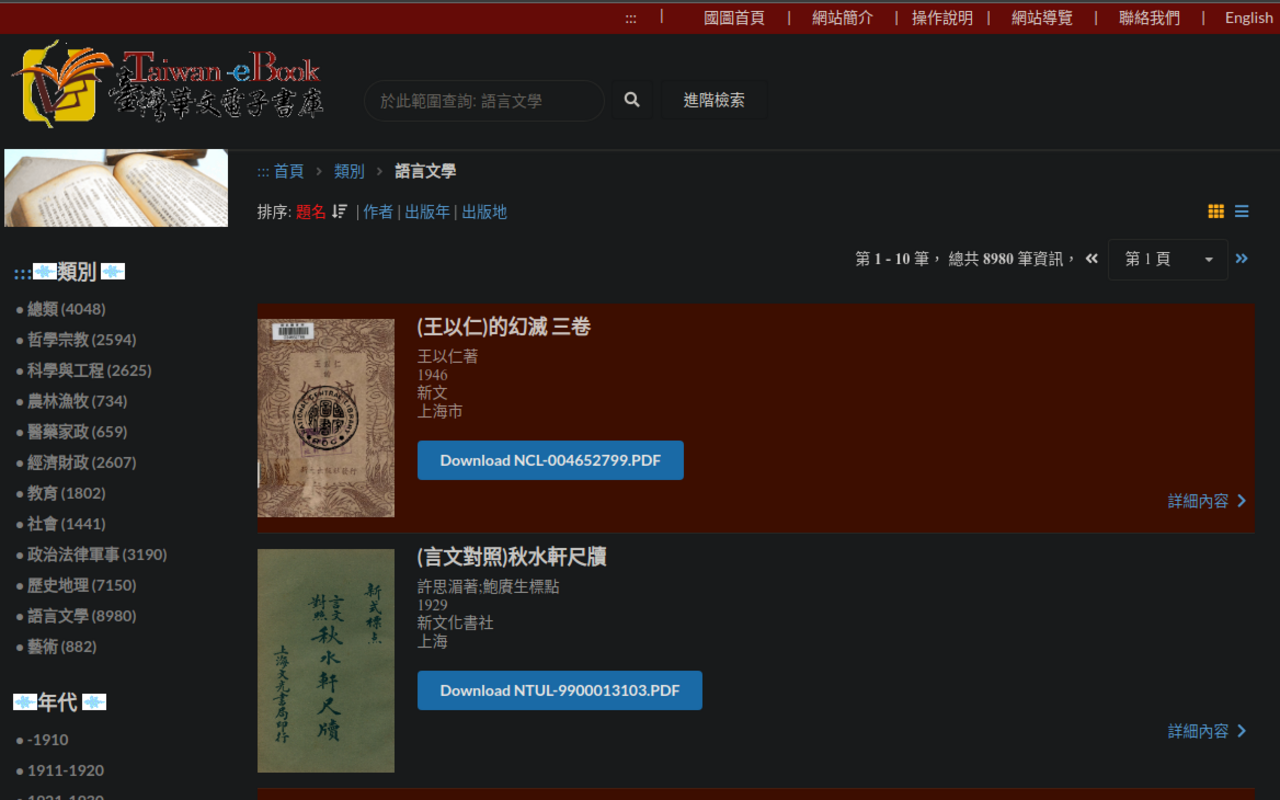 :::
|
國圖首頁 | 網站簡介 | 操作說明 | 網站導覽 | 聯絡我們 | English
Taiwan eBook
臺灣華文電子書庫
於此範圍查詢: 語言文學
進階檢索
::: 首頁 > 類別 > 語言文學
排序: 題名 | 作者 | 出版年 | 出版地
第 1 - 10 筆， 總共 8980 筆資訊，
第 1 頁
:::類別
總類 (4048)
哲學宗教 (2594)
科學與工程 (2625)
農林漁牧 (734)
醫藥家政 (659)
經濟財政 (2607)
教育 (1802)
社會 (1441)
政治法律軍事 (3190)
歷史地理 (7150)
語言文學 (8980)
藝術 (882)
年代
-1910
1911-1920
1921-1930
(王以仁)的幻滅 三卷
王以仁著
1946
新文
上海市
Download NCL-004652799.PDF
詳細內容
王以仁
NATIONAL CENTRAL LIBRARY
(言文對照)秋水軒尺牘
許思湄著;鮑賡生標點
1929
新文化書社
上海
Download NTUL-9900013103.PDF
詳細內容
新式標点
言文
對照
秋水軒尺牘
上海文光書局印行